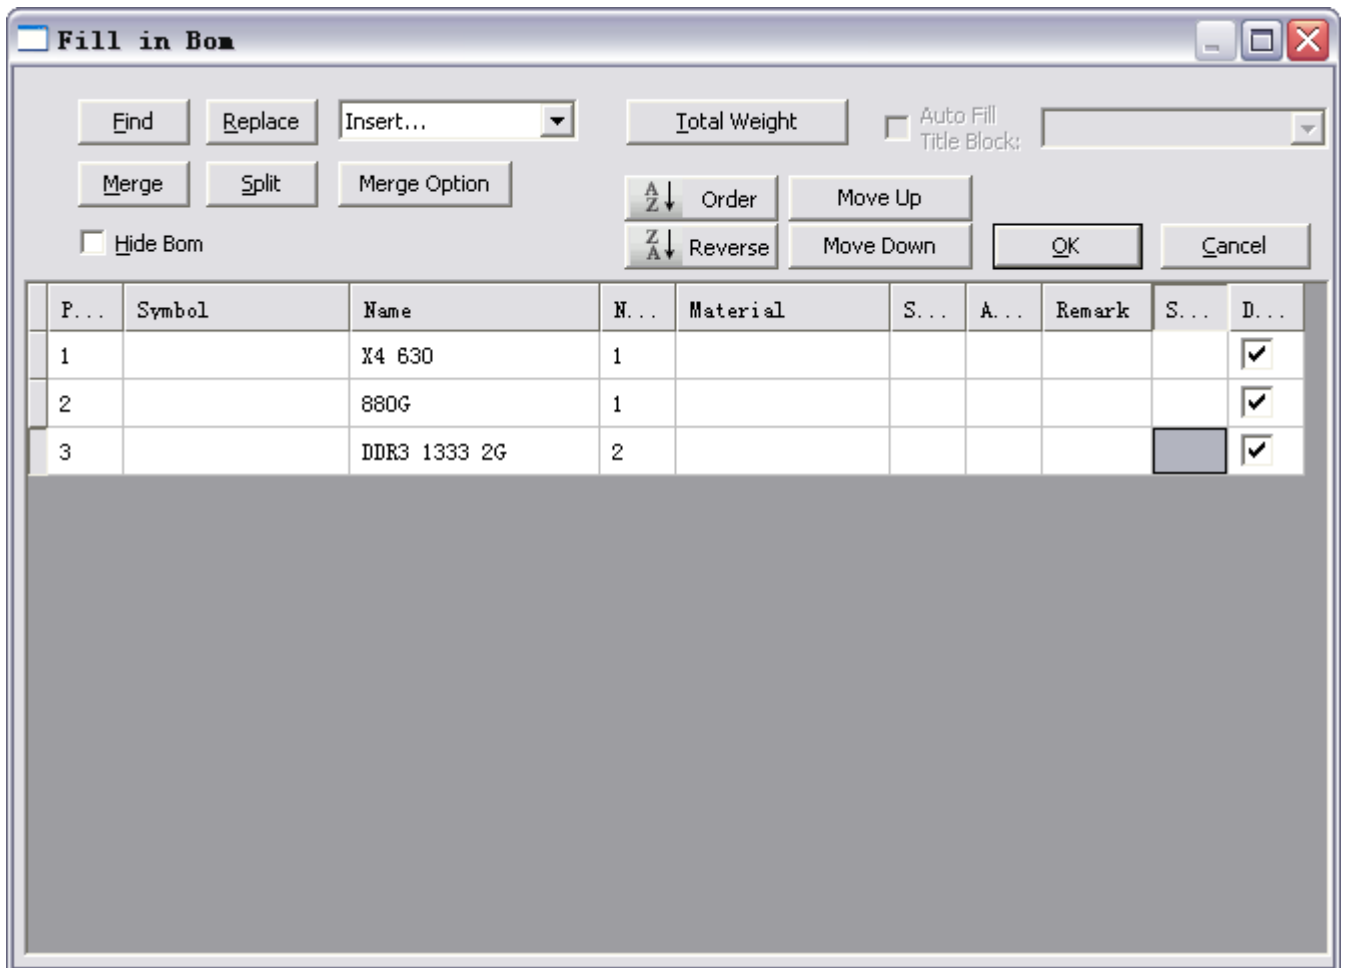 Fill in Bom
Find Replace Insert... Total Weight Auto Fill
Title Block:
Merge Split Merge Option
Order Move Up
Hide Bom Reverse Move Down OK Cancel
P... Symbol Name N... Material S... A... Remark S... D...
1 X4 630 1
2 880G 1
3 DDR3 1333 2G 2